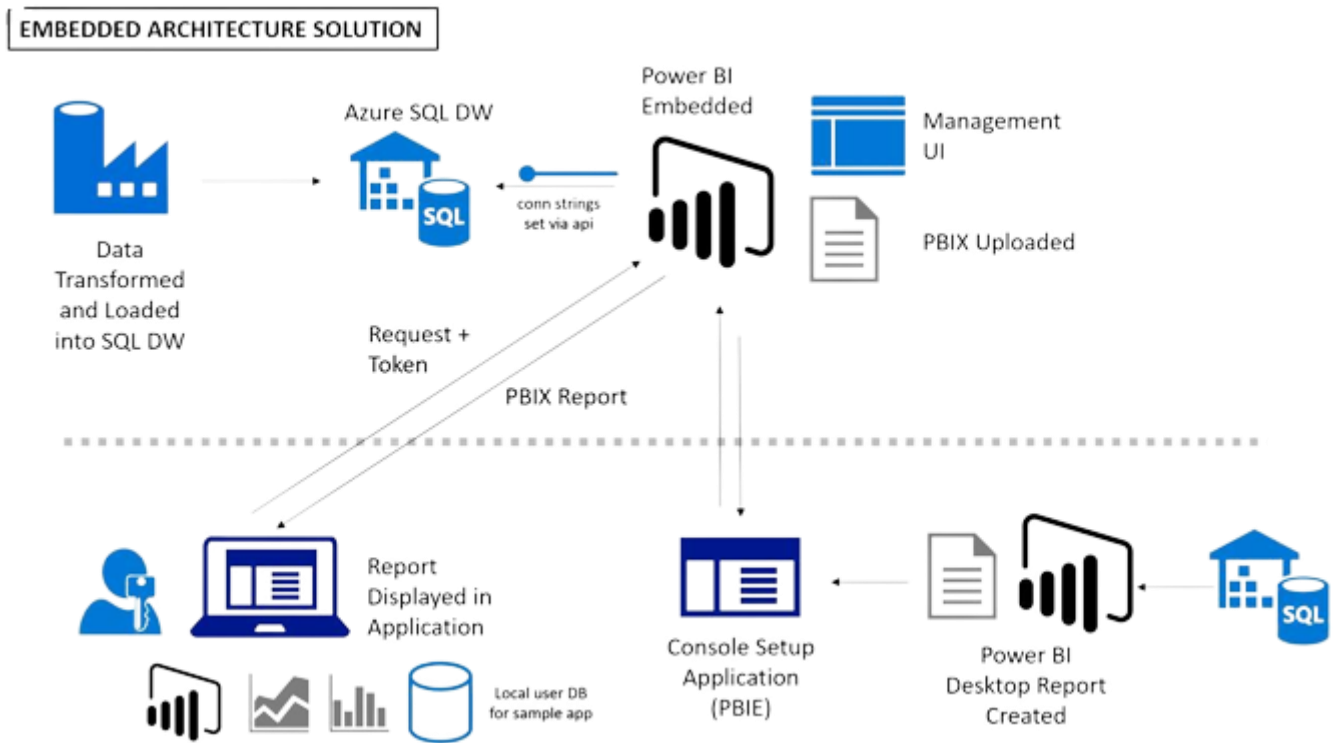 EMBEDDED ARCHITECTURE SOLUTION
Power BI
Embedded
Azure SQL DW
Management
UI
SQL
conn strings
set via api
PBIX Uploaded
Data
Transformed
and Loaded
into SQL DW
Request +
Token
PBIX Report
Report
Displayed in
Application
SQL
Console Setup
Application
(PBIE)
Power BI
Desktop Report
Created
Local user DB
for sample app